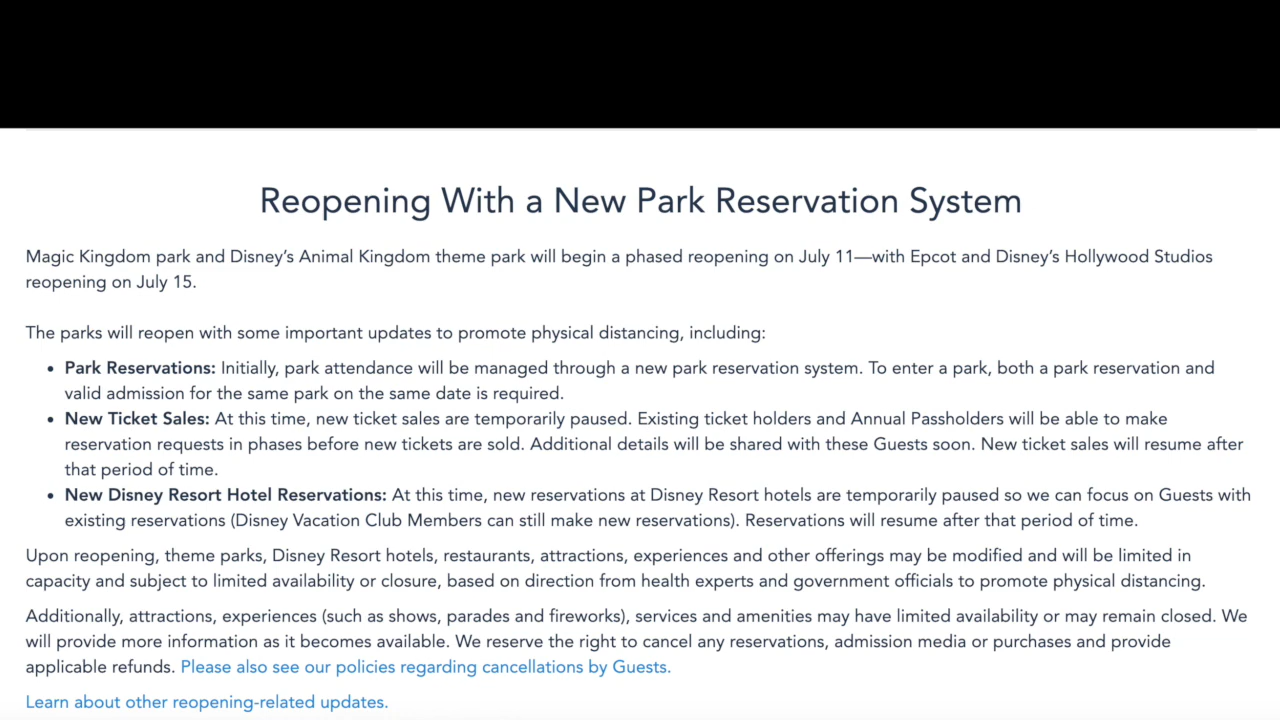 Reopening With a New Park Reservation System
Magic Kingdom park and Disney’s Animal Kingdom theme park will begin a phased reopening on July 11—with Epcot and Disney’s Hollywood Studios
reopening on July 15.
The parks will reopen with some important updates to promote physical distancing, including:
• Park Reservations: Initially, park attendance will be managed through a new park reservation system. To enter a park, both a park reservation and
valid admission for the same park on the same date is required.
• New Ticket Sales: At this time, new ticket sales are temporarily paused. Existing ticket holders and Annual Passholders will be able to make
reservation requests in phases before new tickets are sold. Additional details will be shared with these Guests soon. New ticket sales will resume after
that period of time.
• New Disney Resort Hotel Reservations: At this time, new reservations at Disney Resort hotels are temporarily paused so we can focus on Guests with
existing reservations (Disney Vacation Club Members can still make new reservations). Reservations will resume after that period of time.
Upon reopening, theme parks, Disney Resort hotels, restaurants, attractions, experiences and other offerings may be modified and will be limited in
capacity and subject to limited availability or closure, based on direction from health experts and government officials to promote physical distancing.
Additionally, attractions, experiences (such as shows, parades and fireworks), services and amenities may have limited availability or may remain closed. We
will provide more information as it becomes available. We reserve the right to cancel any reservations, admission media or purchases and provide
applicable refunds. Please also see our policies regarding cancellations by Guests.
Learn about other reopening-related updates.